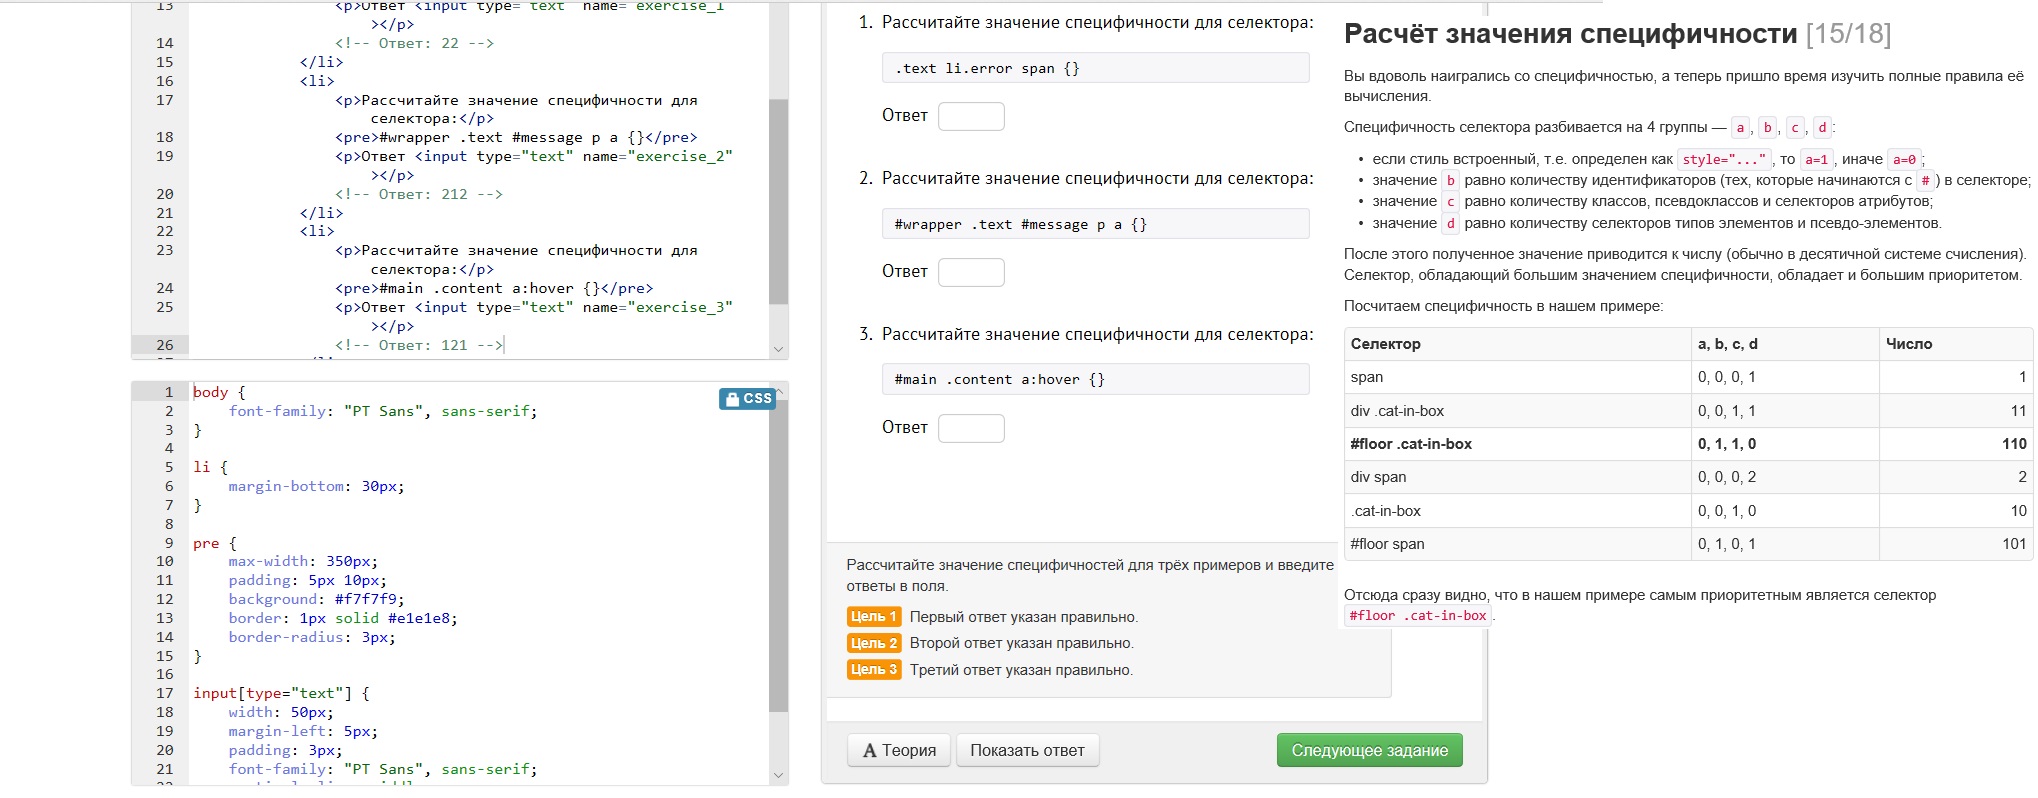 13 <p>Ответ <input type="text" name="exercise_1"
></p>
14 <!-- Ответ: 22 -->
15 </li>
16 <li>
17 <p>Рассчитайте значение специфичности для
селектора:</p>
18 <pre>#wrapper .text #message p a {}</pre>
19 <p>Ответ <input type="text" name="exercise_2"
></p>
20 <!-- Ответ: 212 -->
21 </li>
22 <li>
23 <p>Рассчитайте значение специфичности для
селектора:</p>
24 <pre>#main .content a:hover {}</pre>
25 <p>Ответ <input type="text" name="exercise_3"
></p>
26 <!-- Ответ: 121 -->
CSS
1 body {
2 font-family: "PT Sans", sans-serif;
3 }
4
5 li {
6 margin-bottom: 30px;
7 }
8
9 pre {
10 max-width: 350px;
11 padding: 5px 10px;
12 background: #f7f7f9;
13 border: 1px solid #e1e1e8;
14 border-radius: 3px;
15 }
16
17 input[type="text"] {
18 width: 50px;
19 margin-left: 5px;
20 padding: 3px;
21 font-family: "PT Sans", sans-serif;
1. Рассчитайте значение специфичности для селектора:
.text li.error span {}
Ответ
2. Рассчитайте значение специфичности для селектора:
#wrapper .text #message p a {}
Ответ
3. Рассчитайте значение специфичности для селектора:
#main .content a:hover {}
Ответ
Рассчитайте значение специфичностей для трёх примеров и введите
ответы в поля.
Цель 1 Первый ответ указан правильно.
Цель 2 Второй ответ указан правильно.
Цель 3 Третий ответ указан правильно.
A Теория Показать ответ Следующее задание
Расчёт значения специфичности [15/18]
Вы вдоволь наигрались со специфичностью, а теперь пришло время изучить полные правила её
вычисления.
Специфичность селектора разбивается на 4 группы — a, b, c, d:
• если стиль встроенный, т.е. определен как style="...", то a=1, иначе a=0;
• значение b равно количеству идентификаторов (тех, которые начинаются с #) в селекторе;
• значение c равно количеству классов, псевдоклассов и селекторов атрибутов;
• значение d равно количеству селекторов типов элементов и псевдо-элементов.
После этого полученное значение приводится к числу (обычно в десятичной системе счисления).
Селектор, обладающий большим значением специфичности, обладает и большим приоритетом.
Посчитаем специфичность в нашем примере:
Селектор a, b, c, d Число
span 0, 0, 0, 1 1
div .cat-in-box 0, 0, 1, 1 11
#floor .cat-in-box 0, 1, 1, 0 110
div span 0, 0, 0, 2 2
.cat-in-box 0, 0, 1, 0 10
#floor span 0, 1, 0, 1 101
Отсюда сразу видно, что в нашем примере самым приоритетным является селектор
#floor .cat-in-box.